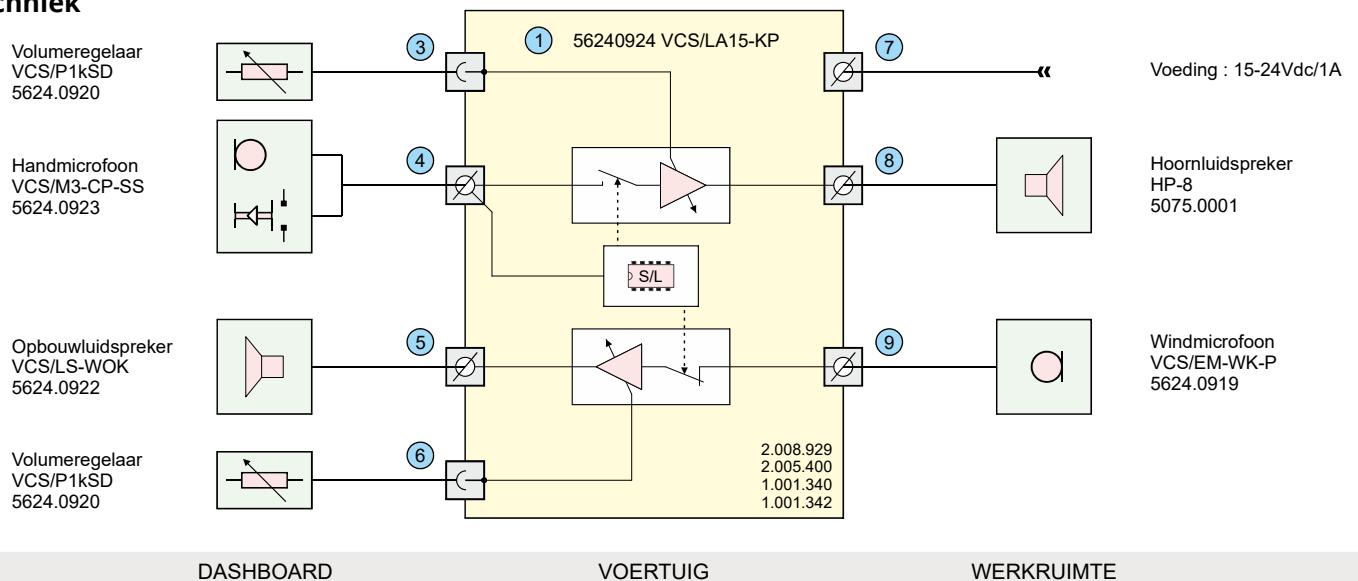 3
1
56240924 VCS/LA15-KP
7
Volumeregelaar
VCS/P1kSD
5624.0920
Voeding : 15-24Vdc/1A
4
8
Handmicrofoon
VCS/M3-CP-SS
5624.0923
Hoornluidspreker
HP-8
5075.0001
S/L
5
9
Opbouwluidspreker
VCS/LS-WOK
5624.0922
Windmicrofoon
VCS/EM-WK-P
5624.0919
6
Volumeregelaar
VCS/P1kSD
5624.0920
2.008.929
2.005.400
1.001.340
1.001.342
DASHBOARD
VOERTUIG
WERKRUIMTE